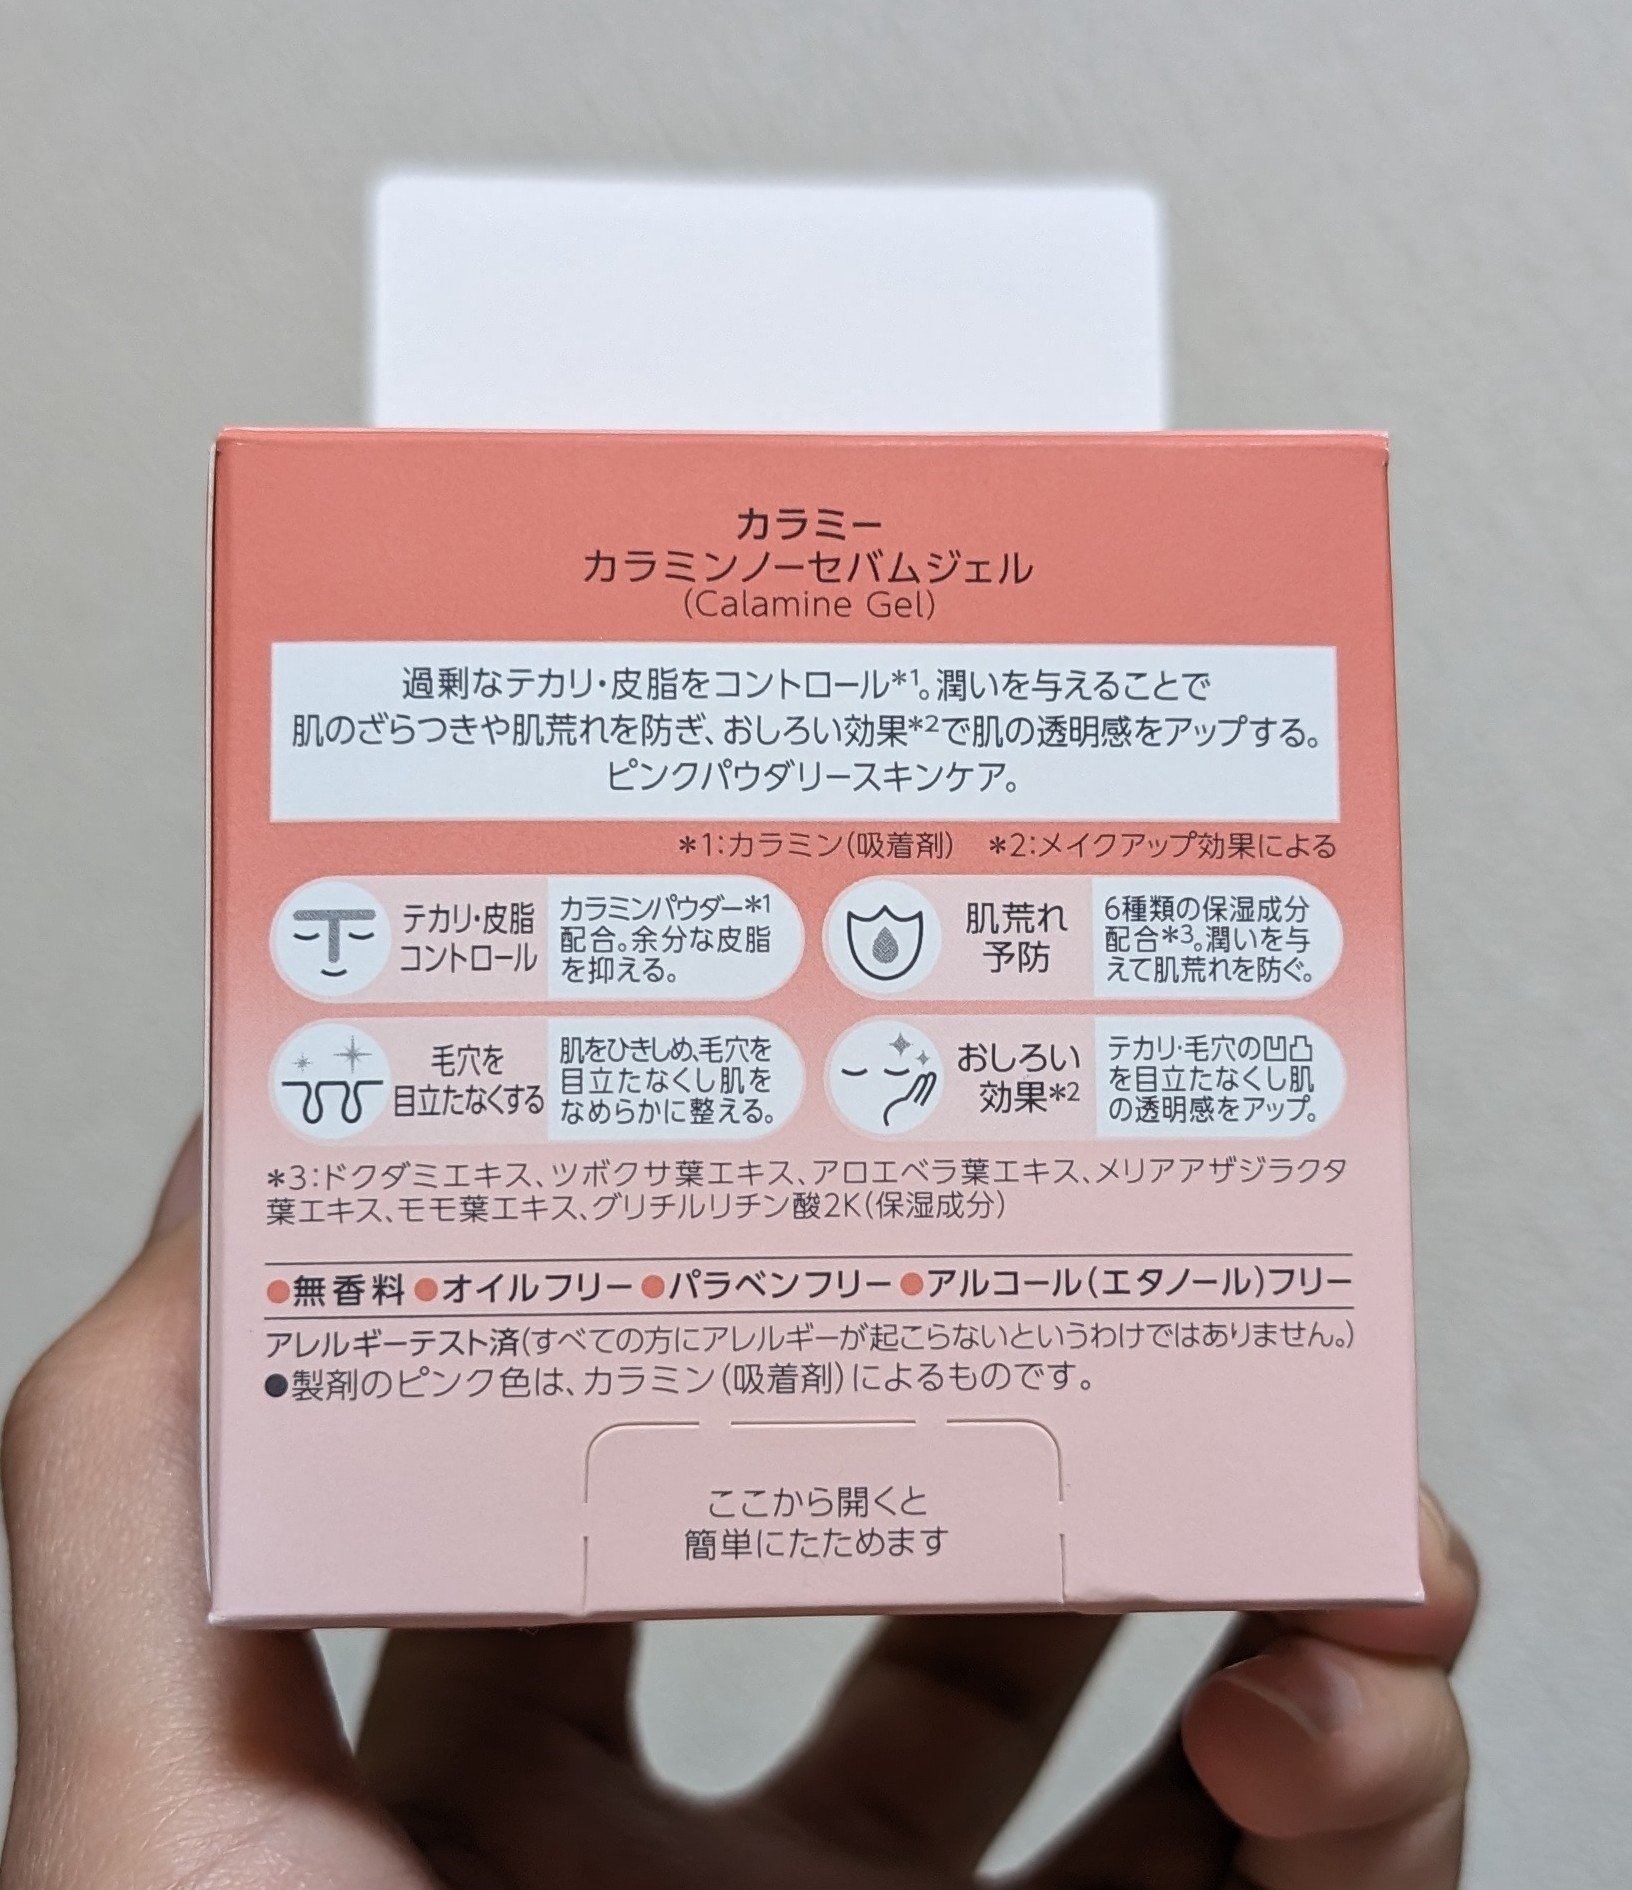 カラミー
カラミンノーセバムジェル
(Calamine Gel)
過剰なテカリ・皮脂をコントロール*1。潤いを与えることで
肌のざらつきや肌荒れを防ぎ、おしろい効果*2で肌の透明感をアップする。
ピンクパウダリースキンケア。
*1:カラミン(吸着剤) *2:メイクアップ効果による
テカリ・皮脂
コントロール
カラミンパウダー*1
配合。余分な皮脂
を抑える。
肌荒れ
予防
6種類の保湿成分
配合*3。潤いを与
えて肌荒れを防ぐ。
毛穴を
目立たなくする
肌をひきしめ、毛穴を
目立たなくし肌を
なめらかに整える。
おしろい
効果*2
テカリ・毛穴の凹凸
を目立たなくし肌
の透明感をアップ。
*3:ドクダミエキス、ツボクサ葉エキス、アロエベラ葉エキス、メリアアザジラクタ
葉エキス、モモ葉エキス、グリチルリチン酸2K(保湿成分)
●無香料 ●オイルフリー ●パラベンフリー ●アルコール(エタノール)フリー
アレルギーテスト済(すべての方にアレルギーが起こらないというわけではありません。)
●製剤のピンク色は、カラミン(吸着剤)によるものです。
ここから開くと
簡単にたためます